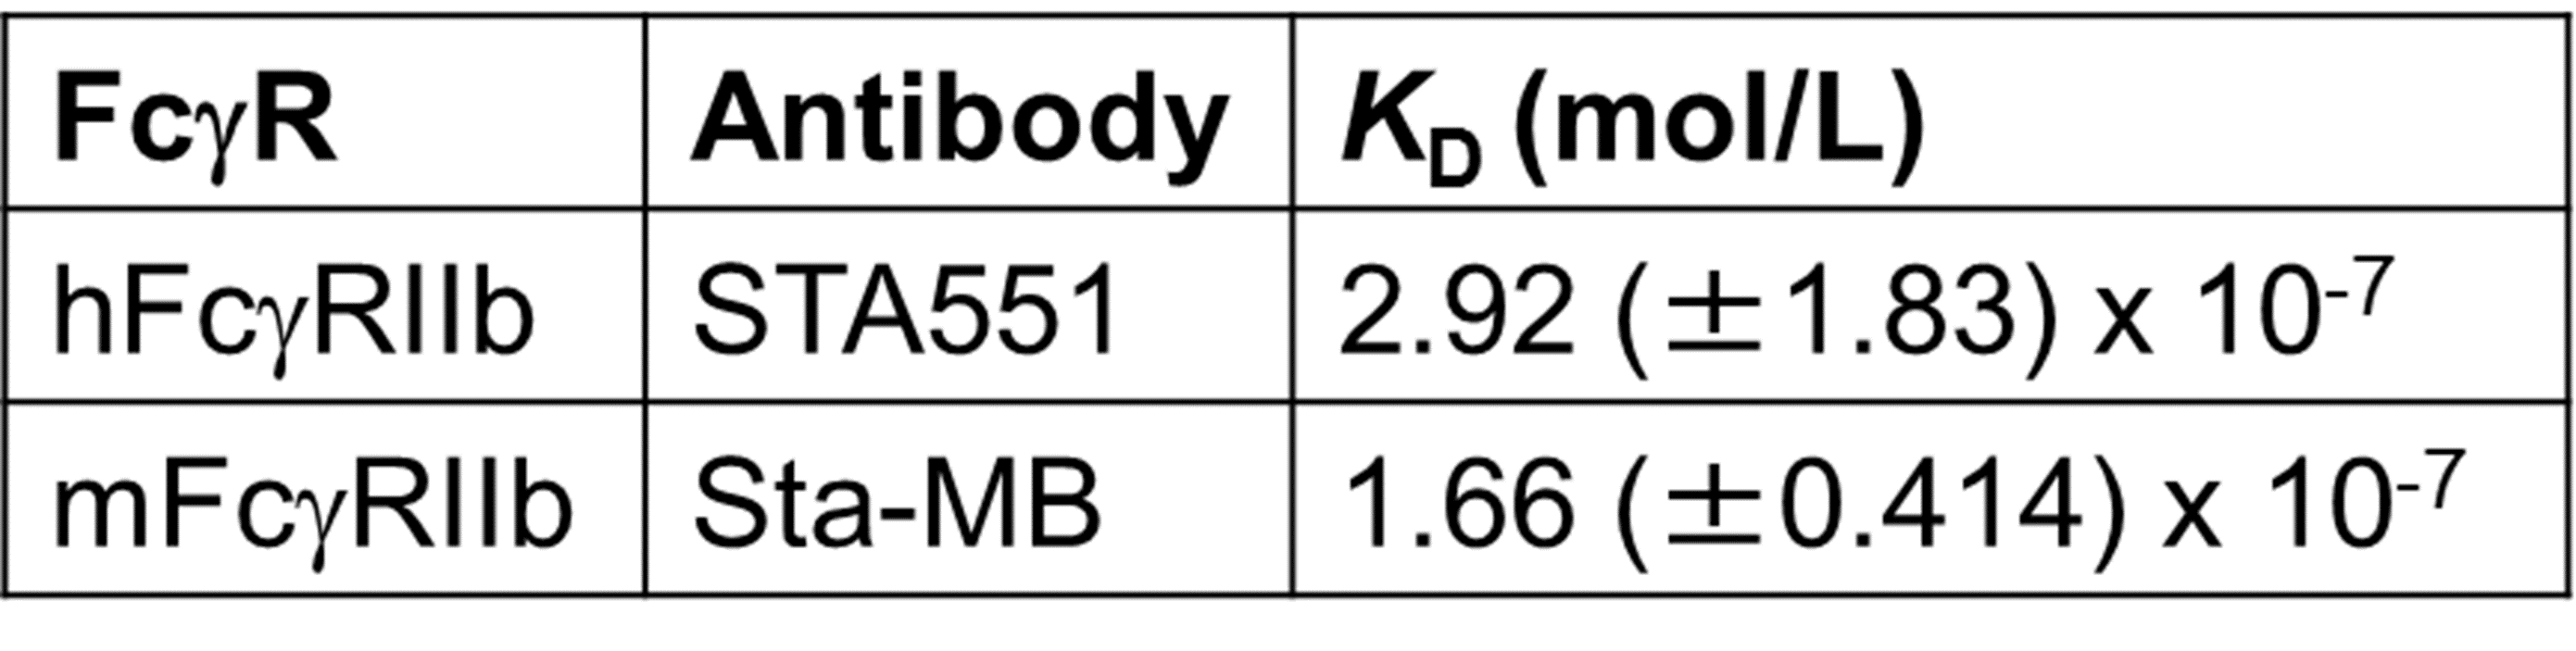 FcγR Antibody K_D (mol/L)
hFcγRIIb STA551 2.92 (±1.83) x 10⁻⁷
mFcγRIIb Sta-MB 1.66 (±0.414) x 10⁻⁷